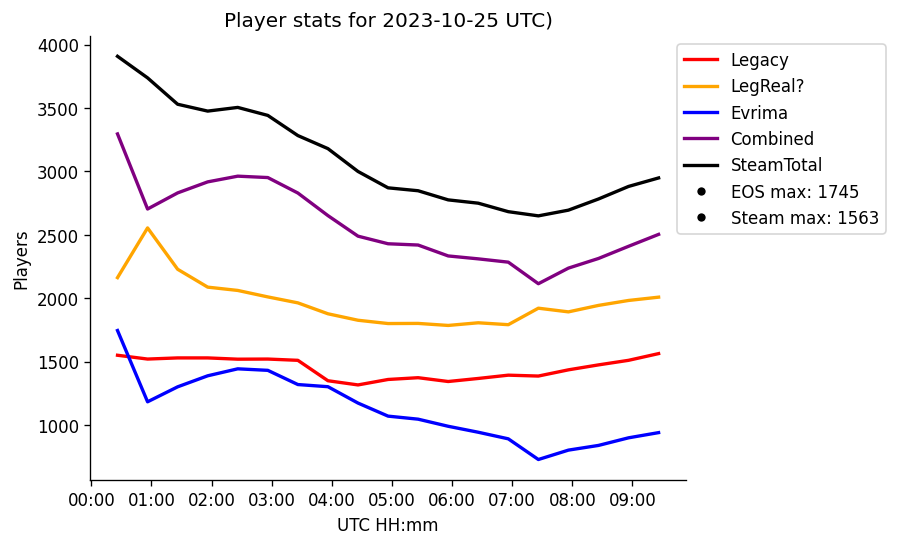 Player stats for 2023-10-25 UTC)
4000
3500
3000
2500
2000
1500
1000
Players
00:00 01:00 02:00 03:00 04:00 05:00 06:00 07:00 08:00 09:00
UTC HH:mm
Legacy
LegReal?
Evrima
Combined
SteamTotal
EOS max: 1745
Steam max: 1563